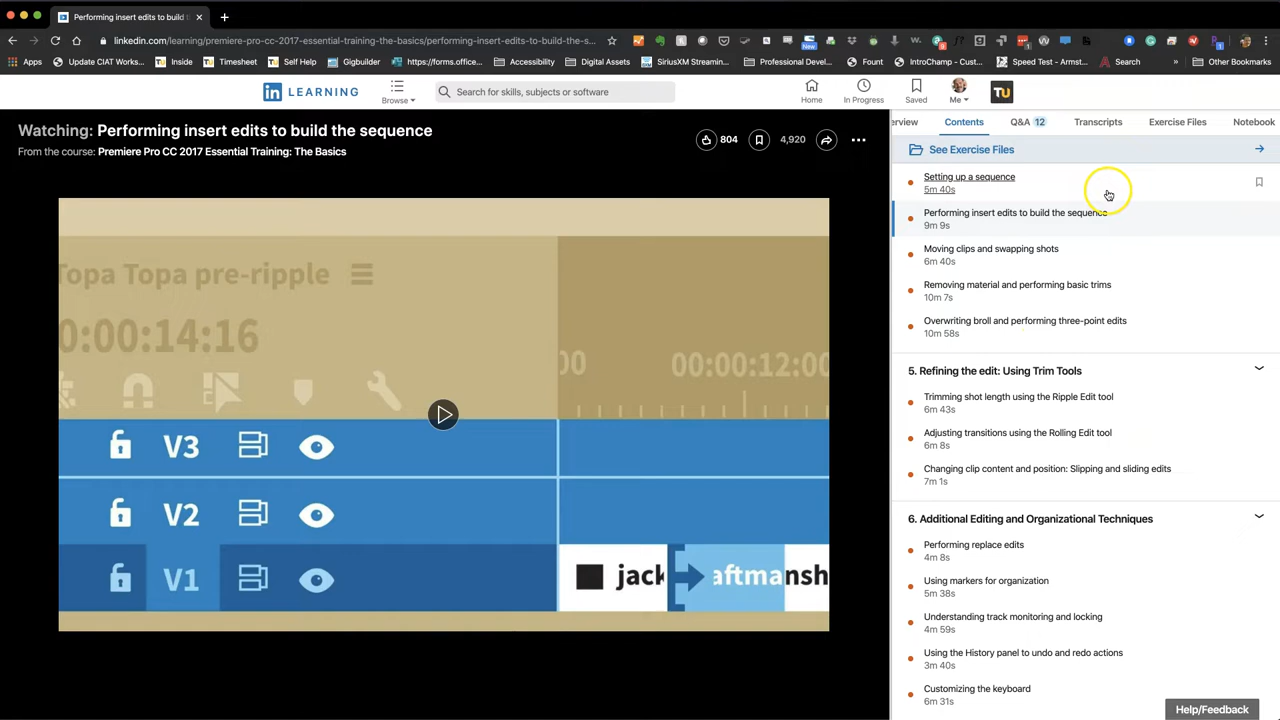 Performing insert edits to build t
linkedin.com/learning/premiere-pro-cc-2017-essential-training-the-basics/performing-insert-edits-to-build-the-s...
Apps
Update CIAT Works...
Inside
Timesheet
Self Help
Gigbuilder
https://forms.office...
Accessibility
Digital Assets
SiriusXM Streamin...
Professional Devel...
Fount
IntroChamp - Cust...
Speed Test - Armst...
Search
»
Other Bookmarks
New
in LEARNING
Browse
Search for skills, subjects or software
Home
In Progress
Saved
Me
TU
Watching: Performing insert edits to build the sequence
From the course: Premiere Pro CC 2017 Essential Training: The Basics
804
4,920
erview
Contents
Q&A 12
Transcripts
Exercise Files
Notebook
See Exercise Files
Setting up a sequence
5m 40s
Performing insert edits to build the sequence
9m 9s
Moving clips and swapping shots
6m 40s
Removing material and performing basic trims
10m 7s
Overwriting broll and performing three-point edits
10m 58s
5. Refining the edit: Using Trim Tools
Trimming shot length using the Ripple Edit tool
6m 43s
Adjusting transitions using the Rolling Edit tool
6m 8s
Changing clip content and position: Slipping and sliding edits
7m 1s
6. Additional Editing and Organizational Techniques
Performing replace edits
4m 8s
Using markers for organization
5m 38s
Understanding track monitoring and locking
4m 59s
Using the History panel to undo and redo actions
3m 40s
Customizing the keyboard
6m 31s
Help/Feedback
Topa Topa pre-ripple
0:00:14:16
00
00:00:12:00
V3
V2
V1
jack
aftmansh